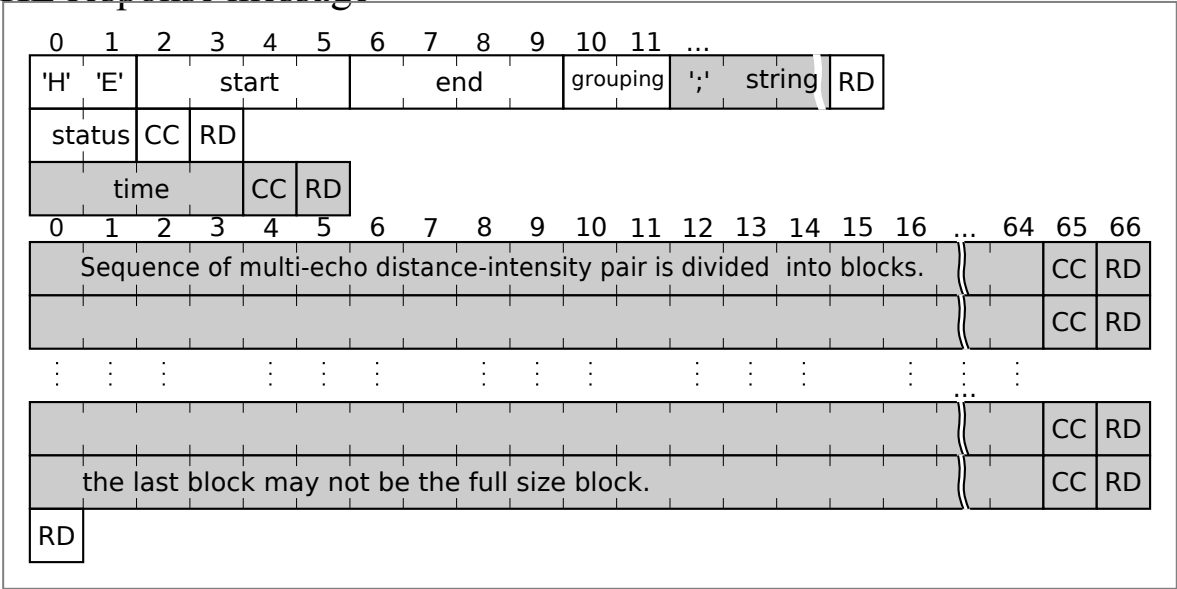 0 1 2 3 4 5 6 7 8 9 10 11 ...
'H' 'E' start end grouping ';' string RD
status CC RD
time CC RD
0 1 2 3 4 5 6 7 8 9 10 11 12 13 14 15 16 ... 64 65 66
Sequence of multi-echo distance-intensity pair is divided into blocks. CC RD
CC RD
...
CC RD
the last block may not be the full size block. CC RD
RD